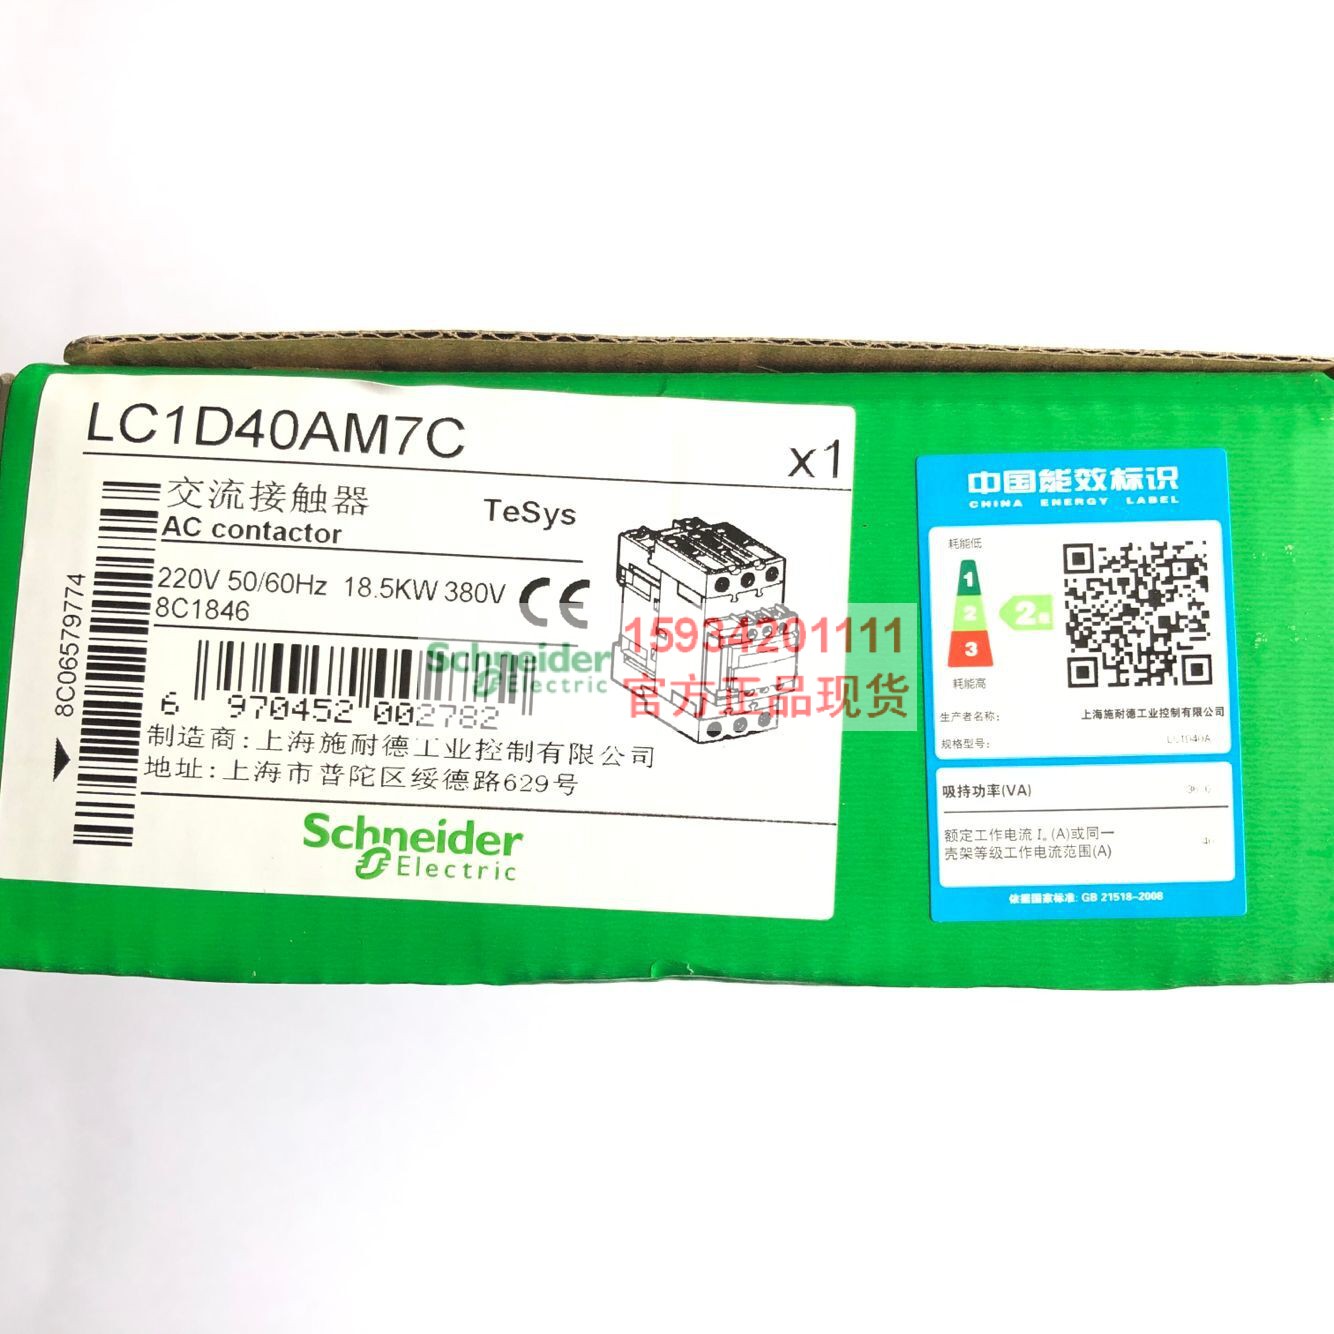 LC1D40AM7C
x1
交流接触器
AC contactor
TeSys
220V 50/60Hz 18.5KW 380V
8C1846
CE
8C06579774
6 970452 002782
制造商:上海施耐德工业控制有限公司
地址:上海市普陀区绥德路629号
Schneider
Electric
Schneider
Electric
15934201111
官方正品现货
中国能效标识
CHINA ENERGY LABEL
耗能低
1
2
3
2级
耗能高
生产者名称:
上海施耐德工业控制有限公司
规格型号:
LC1D40A
吸持功率(VA)
额定工作电流 Iₑ(A)或同一
壳架等级工作电流范围(A)
依据国家标准: GB 21518-2008